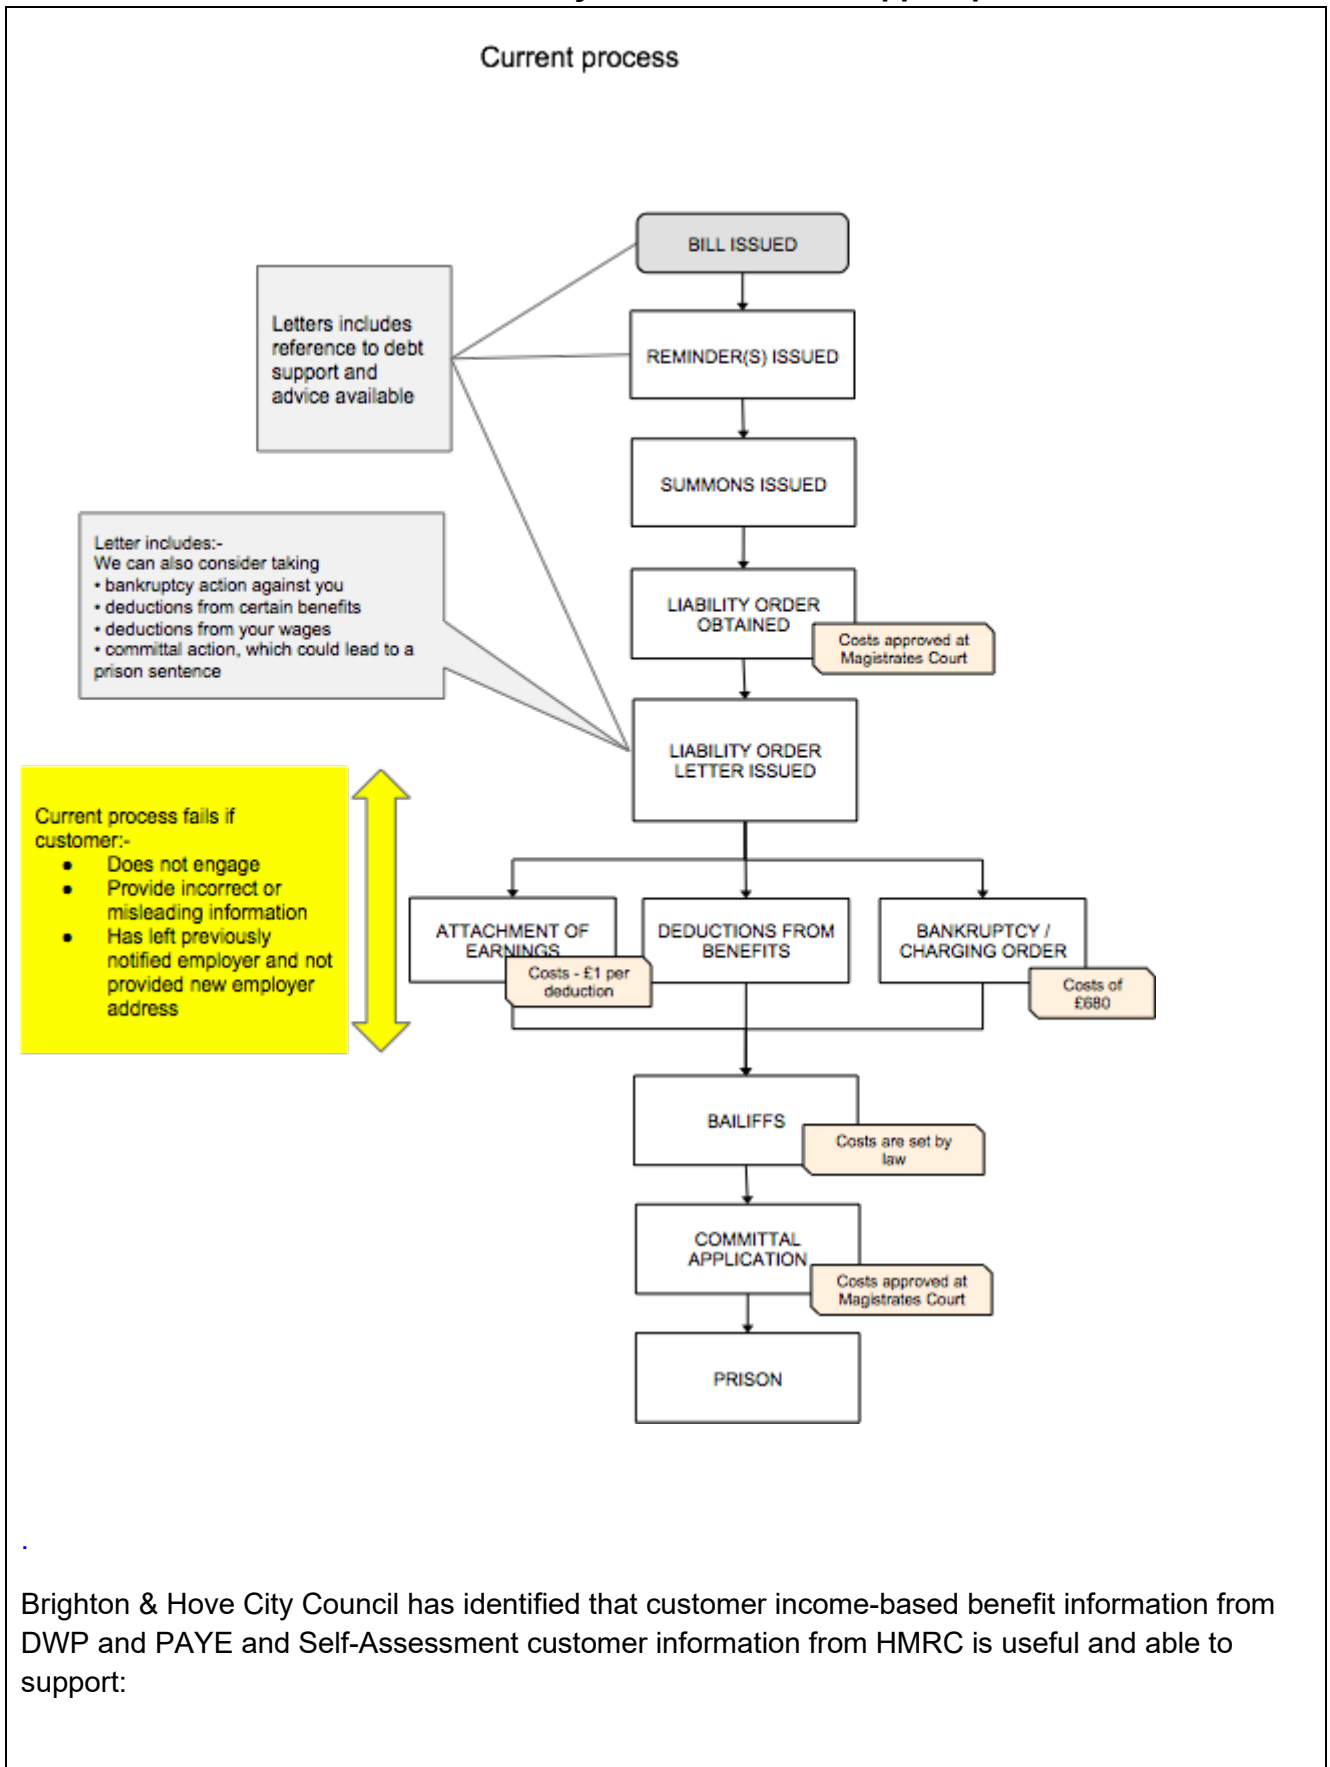 Current process
BILL ISSUED
Letters includes
reference to debt
support and
advice available
REMINDER(S) ISSUED
SUMMONS ISSUED
Letter includes:-
We can also consider taking
• bankruptcy action against you
• deductions from certain benefits
• deductions from your wages
• committal action, which could lead to a
prison sentence
LIABILITY ORDER
OBTAINED
Costs approved at
Magistrates Court
LIABILITY ORDER
LETTER ISSUED
Current process fails if
customer:-
● Does not engage
● Provide incorrect or
misleading information
● Has left previously
notified employer and not
provided new employer
address
ATTACHMENT OF
EARNINGS
Costs - £1 per
deduction
DEDUCTIONS FROM
BENEFITS
BANKRUPTCY /
CHARGING ORDER
Costs of
£680
BAILIFFS
Costs are set by
law
COMMITTAL
APPLICATION
Costs approved at
Magistrates Court
PRISON
.
Brighton & Hove City Council has identified that customer income-based benefit information from
DWP and PAYE and Self-Assessment customer information from HMRC is useful and able to
support: